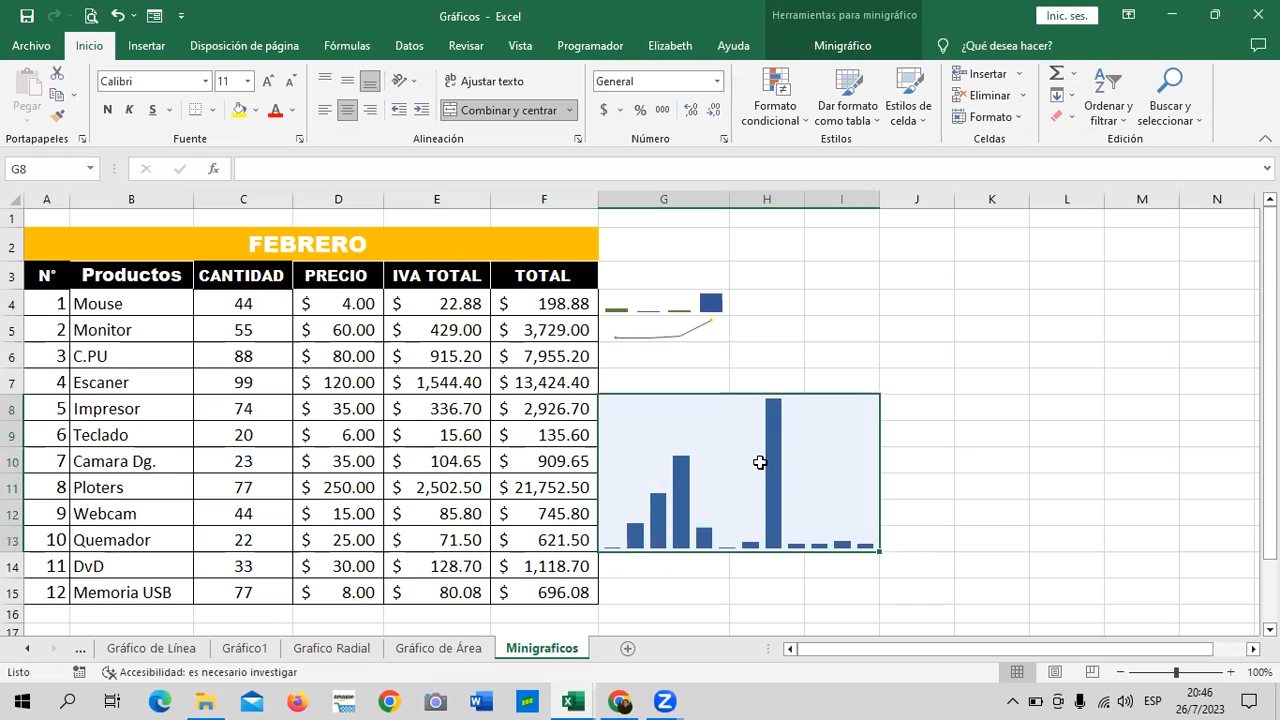 Gráficos - Excel
Herramientas para minigráfico
Inic. ses.
Archivo Inicio Insertar Disposición de página Fórmulas Datos Revisar Vista Programador Elizabeth Ayuda Minigráfico ¿Qué desea hacer?
Pegar
Calibri 11
N K S
Ajustar texto
Combinar y centrar
General
$ % 000
Formato condicional
Dar formato como tabla
Estilos de celda
Insertar
Eliminar
Formato
Ordenar y filtrar
Buscar y seleccionar
Portapapeles Fuente Alineación Número Estilos Celdas Edición
G8
fx
A B C D E F G H I J K L M N
1
2 FEBRERO
3 N° Productos CANTIDAD PRECIO IVA TOTAL TOTAL
4 1 Mouse 44 $ 4.00 $ 22.88 $ 198.88
5 2 Monitor 55 $ 60.00 $ 429.00 $ 3,729.00
6 3 C.PU 88 $ 80.00 $ 915.20 $ 7,955.20
7 4 Escaner 99 $ 120.00 $ 1,544.40 $ 13,424.40
8 5 Impresor 74 $ 35.00 $ 336.70 $ 2,926.70
9 6 Teclado 20 $ 6.00 $ 15.60 $ 135.60
10 7 Camara Dg. 23 $ 35.00 $ 104.65 $ 909.65
11 8 Ploters 77 $ 250.00 $ 2,502.50 $ 21,752.50
12 9 Webcam 44 $ 15.00 $ 85.80 $ 745.80
13 10 Quemador 22 $ 25.00 $ 71.50 $ 621.50
14 11 DvD 33 $ 30.00 $ 128.70 $ 1,118.70
15 12 Memoria USB 77 $ 8.00 $ 80.08 $ 696.08
16
17
... Gráfico de Línea Gráfico1 Grafico Radial Gráfico de Área Minigraficos
Listo Accesibilidad: es necesario investigar 100%
ESP
20:46
26/7/2023